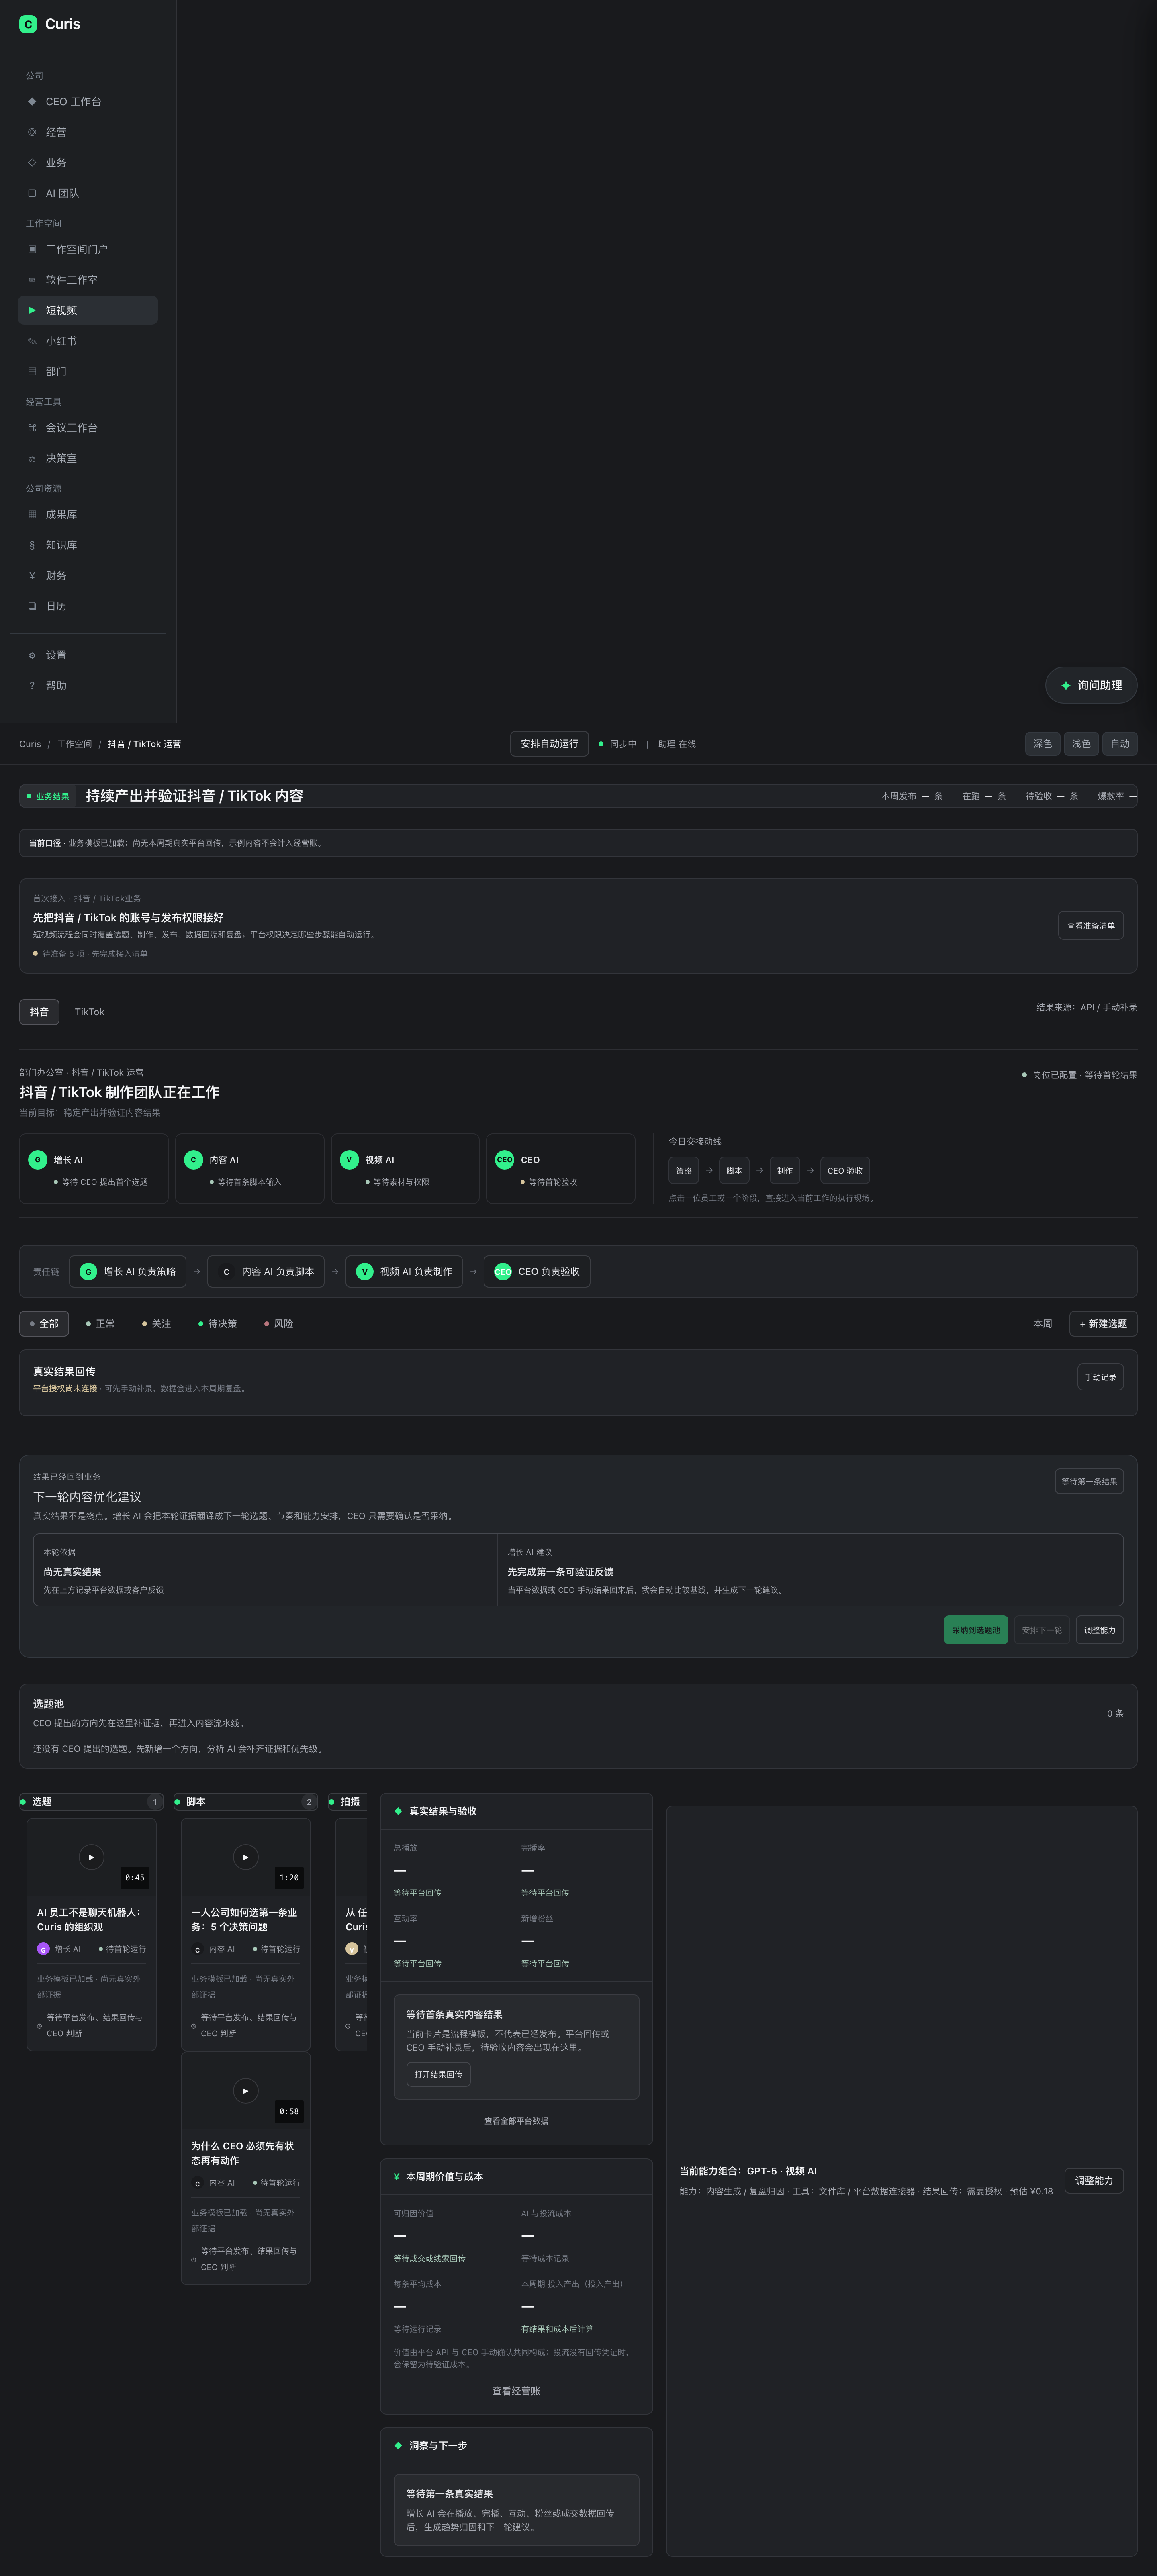 C Curis
公司
CEO 工作台
经营
业务
AI 团队
工作空间
工作空间门户
软件工作室
短视频
小红书
部门
经营工具
会议工作台
决策室
公司资源
成果库
§ 知识库
¥ 财务
日历
设置
? 帮助
询问助理
Curis / 工作空间 / 抖音 / TikTok 运营
安排自动运行
同步中 | 助理 在线
深色 浅色 自动
业务结果 持续产出并验证抖音 / TikTok 内容
本周发布 — 条 在跑 — 条 待验收 — 条 爆款率 —
当前口径 · 业务模板已加载；尚无本周期真实平台回传，示例内容不会计入经营账。
首次接入 · 抖音 / TikTok业务
先把抖音 / TikTok 的账号与发布权限接好
短视频流程会同时覆盖选题、制作、发布、数据回流和复盘；平台权限决定哪些步骤能自动运行。
待准备 5 项 · 先完成接入清单
查看准备清单
抖音 TikTok
结果来源：API / 手动补录
部门办公室 · 抖音 / TikTok 运营
抖音 / TikTok 制作团队正在工作
当前目标：稳定产出并验证内容结果
岗位已配置 · 等待首轮结果
G 增长 AI
等待 CEO 提出首个选题
C 内容 AI
等待首条脚本输入
V 视频 AI
等待素材与权限
CEO CEO
等待首轮验收
今日交接动线
策略 → 脚本 → 制作 → CEO 验收
点击一位员工或一个阶段，直接进入当前工作的执行现场。
责任链 G 增长 AI 负责策略 → C 内容 AI 负责脚本 → V 视频 AI 负责制作 → CEO CEO 负责验收
全部 正常 关注 待决策 风险
本周 + 新建选题
真实结果回传
平台授权尚未连接 · 可先手动补录，数据会进入本周期复盘。
手动记录
结果已经回到业务
下一轮内容优化建议
真实结果不是终点。增长 AI 会把本轮证据翻译成下一轮选题、节奏和能力安排，CEO 只需要确认是否采纳。
等待第一条结果
本轮依据
尚无真实结果
先在上方记录平台数据或客户反馈
增长 AI 建议
先完成第一条可验证反馈
当平台数据或 CEO 手动结果回来后，我会自动比较基线，并生成下一轮建议。
采纳到选题池 安排下一轮 调整能力
选题池
CEO 提出的方向先在这里补证据，再进入内容流水线。
0 条
还没有 CEO 提出的选题。先新增一个方向，分析 AI 会补齐证据和优先级。
选题 1
0:45
AI 员工不是聊天机器人：
Curis 的组织观
G 增长 AI 待首轮运行
业务模板已加载 · 尚无真实外
部证据
等待平台发布、结果回传与
CEO 判断
脚本 2
1:20
一人公司如何选第一条业
务：5 个决策问题
C 内容 AI 待首轮运行
业务模板已加载 · 尚无真实外
部证据
等待平台发布、结果回传与
CEO 判断
0:58
为什么 CEO 必须先有状
态再有动作
C 内容 AI 待首轮运行
业务模板已加载 · 尚无真实外
部证据
等待平台发布、结果回传与
CEO 判断
拍摄
从 任
Curis
V
业务模
部证据
CE
真实结果与验收
总播放 完播率
— —
等待平台回传 等待平台回传
互动率 新增粉丝
— —
等待平台回传 等待平台回传
等待首条真实内容结果
当前卡片是流程模板，不代表已经发布。平台回传或
CEO 手动补录后，待验收内容会出现在这里。
打开结果回传
查看全部平台数据
¥ 本周期价值与成本
可归因价值 AI 与投流成本
— —
等待成交或线索回传 等待成本记录
每条平均成本 本周期 投入产出（投入产出）
— —
等待运行记录 有结果和成本后计算
价值由平台 API 与 CEO 手动确认共同构成；投流没有回传凭证时，
会保留为待验证成本。
查看经营账
洞察与下一步
等待第一条真实结果
增长 AI 会在播放、完播、互动、粉丝或成交数据回传
后，生成趋势归因和下一轮建议。
当前能力组合：GPT-5 · 视频 AI
能力：内容生成 / 复盘归因 · 工具：文件库 / 平台数据连接器 · 结果回传：需要授权 · 预估 ¥0.18
调整能力